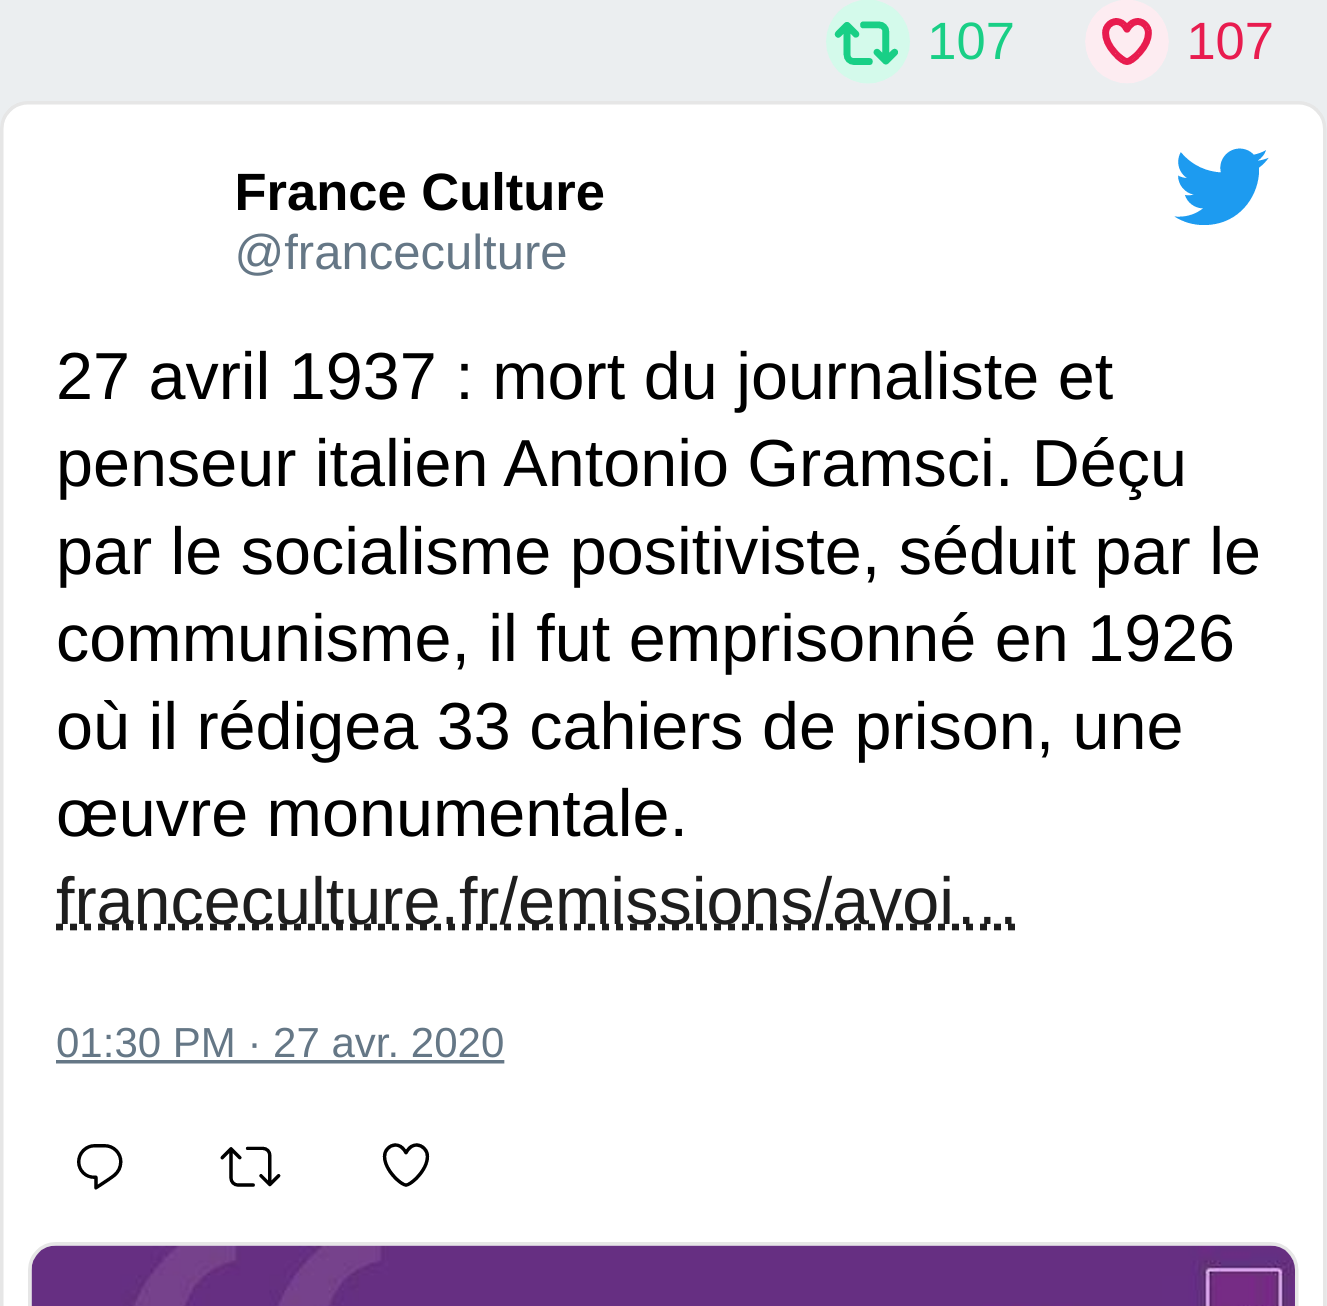 107 107
France Culture
@franceculture
27 avril 1937 : mort du journaliste et
penseur italien Antonio Gramsci. Déçu
par le socialisme positiviste, séduit par le
communisme, il fut emprisonné en 1926
où il rédigea 33 cahiers de prison, une
œuvre monumentale.
franceculture.fr/emissions/avoi…
01:30 PM · 27 avr. 2020